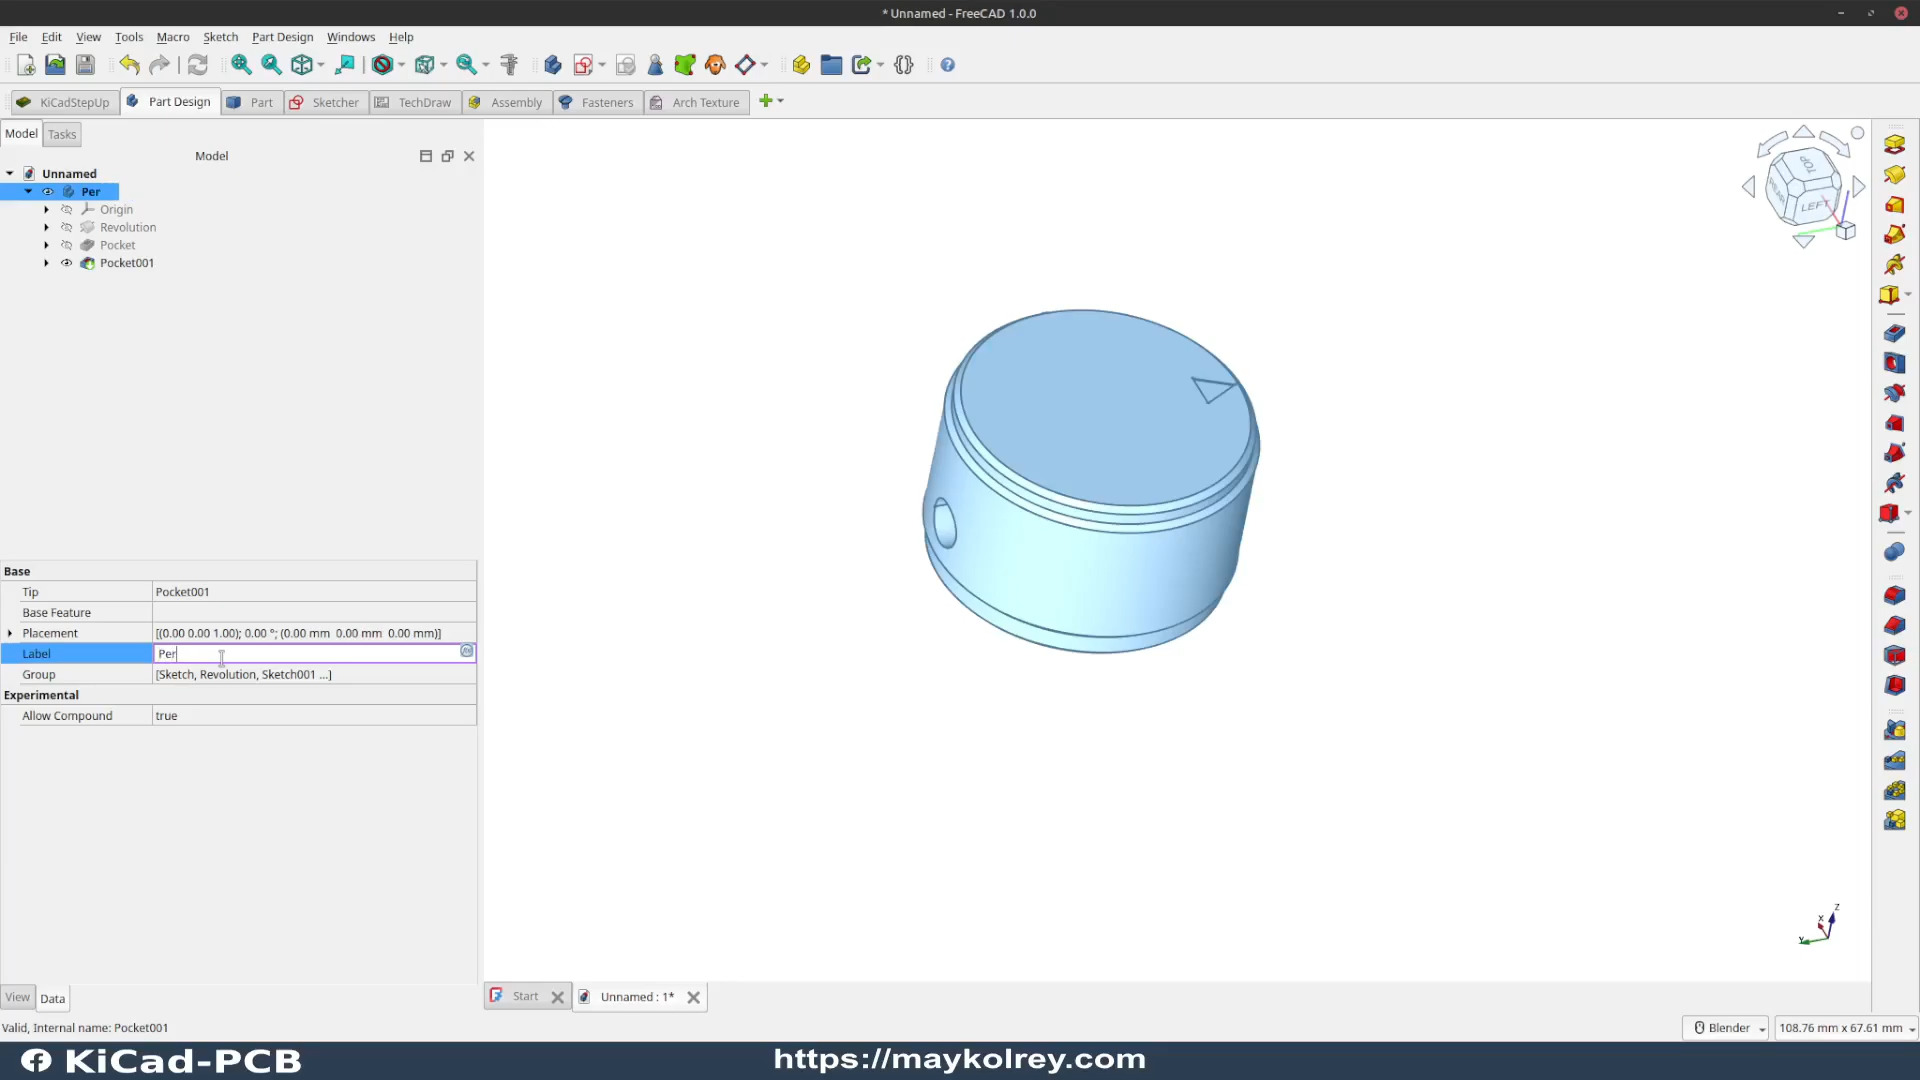 * Unnamed - FreeCAD 1.0.0
File Edit View Tools Macro Sketch Part Design Windows Help
KiCadStepUp Part Design Part Sketcher TechDraw Assembly Fasteners Arch Texture
Model Tasks
Model
Unnamed
Per
Origin
Revolution
Pocket
Pocket001
TOP
REAR
LEFT
Base
Tip Pocket001
Base Feature
Placement [(0.00 0.00 1.00); 0.00 °; (0.00 mm 0.00 mm 0.00 mm)]
Label Per
Group [Sketch, Revolution, Sketch001 ...]
Experimental
Allow Compound true
Z
X
Y
View Data
Start Unnamed : 1*
Valid, Internal name: Pocket001
Blender 108.76 mm x 67.61 mm
KiCad-PCB https://maykolrey.com